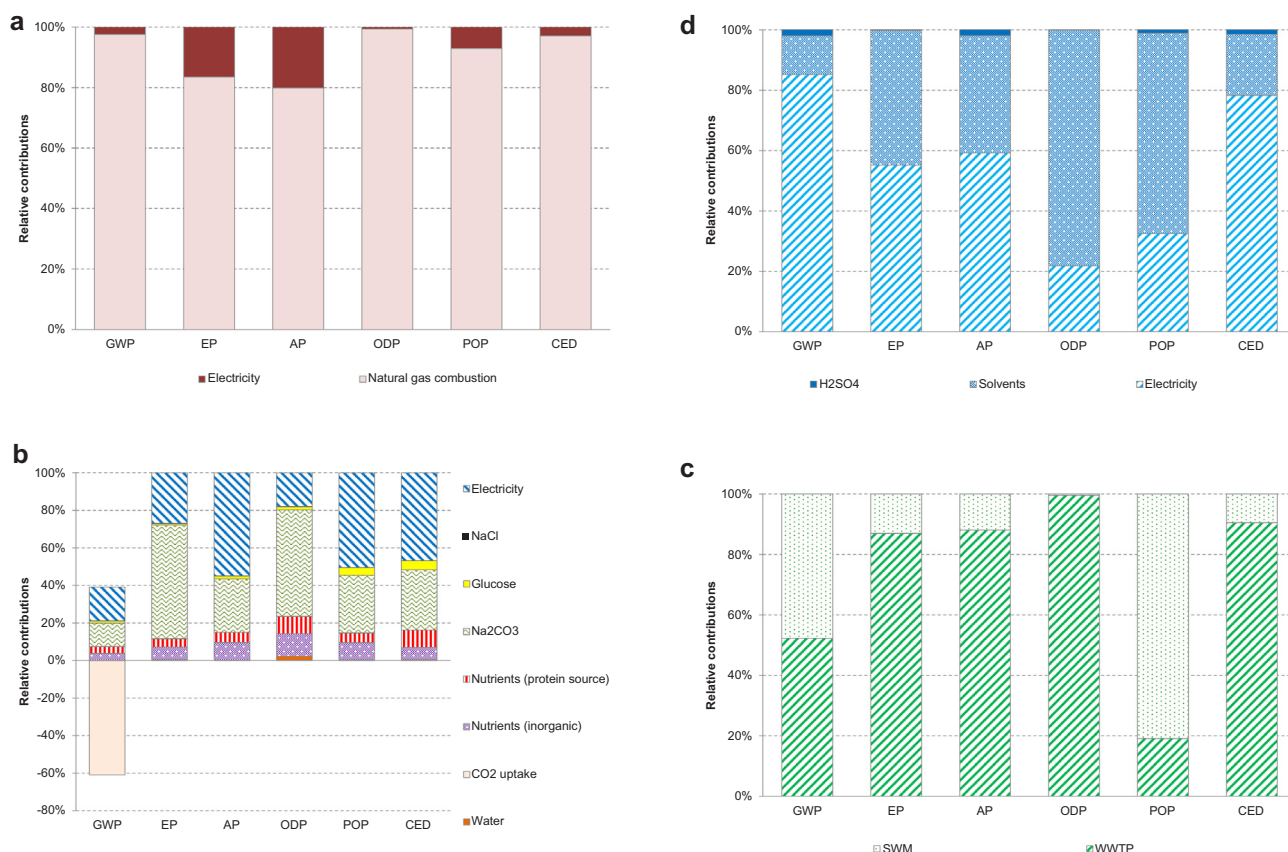 a
100%
80%
60%
40%
20%
0%
Relative contributions
GWP EP AP ODP POP CED
Electricity Natural gas combustion
d
100%
80%
60%
40%
20%
0%
Relative contributions
GWP EP AP ODP POP CED
H2SO4 Solvents Electricity
b
100%
80%
60%
40%
20%
0%
-20%
-40%
-60%
-80%
Relative contributions
GWP EP AP ODP POP CED
Electricity
NaCl
Glucose
Na2CO3
Nutrients (protein source)
Nutrients (inorganic)
CO2 uptake
Water
c
100%
80%
60%
40%
20%
0%
Relative contributions
GWP EP AP ODP POP CED
SWM WWTP